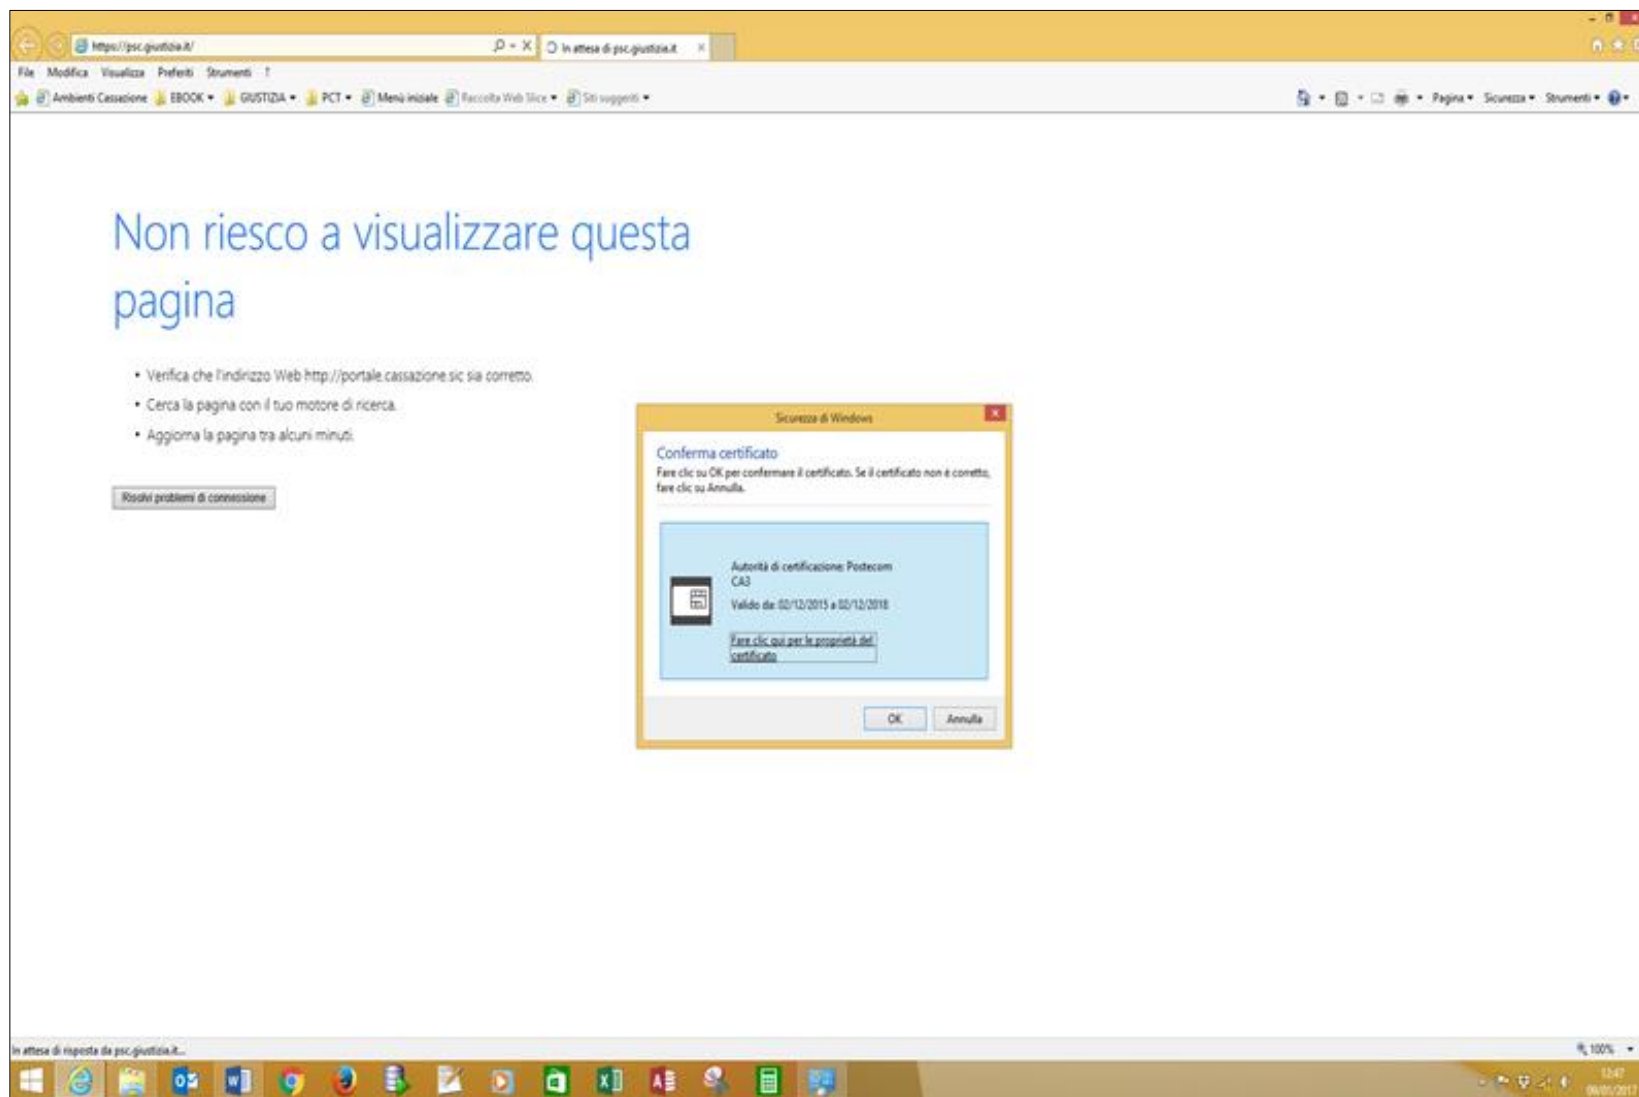 https://psc.giustizia.it/
In attesa di psc.giustizia.it
File Modifica Visualizza Preferiti Strumenti ?
Ambienti Cassazione EBOOK GIUSTIZIA PCT Menù iniziale Raccolta Web Slice Siti suggeriti
Pagina Sicurezza Strumenti
Non riesco a visualizzare questa
pagina
• Verifica che l'indirizzo Web http://portale.cassazione.sic sia corretto.
• Cerca la pagina con il tuo motore di ricerca.
• Aggiorna la pagina tra alcuni minuti.
Risolvi problemi di connessione
Sicurezza di Windows
Conferma certificato
Fare clic su OK per confermare il certificato. Se il certificato non è corretto,
fare clic su Annulla.
Autorità di certificazione: Postecom
CA3
Valido da: 02/12/2015 a 02/12/2018
Fare clic qui per le proprietà del
certificato
OK Annulla
In attesa di risposta da psc.giustizia.it...
100%
12:47
09/01/2017